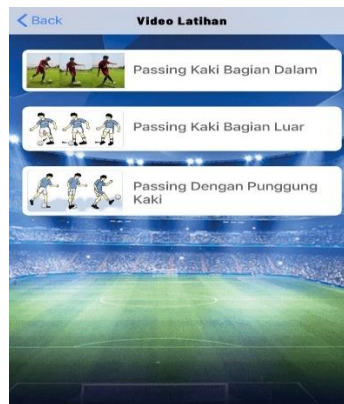 Back
Video Latihan
Passing Kaki Bagian Dalam
Passing Kaki Bagian Luar
Passing Dengan Punggung
Kaki